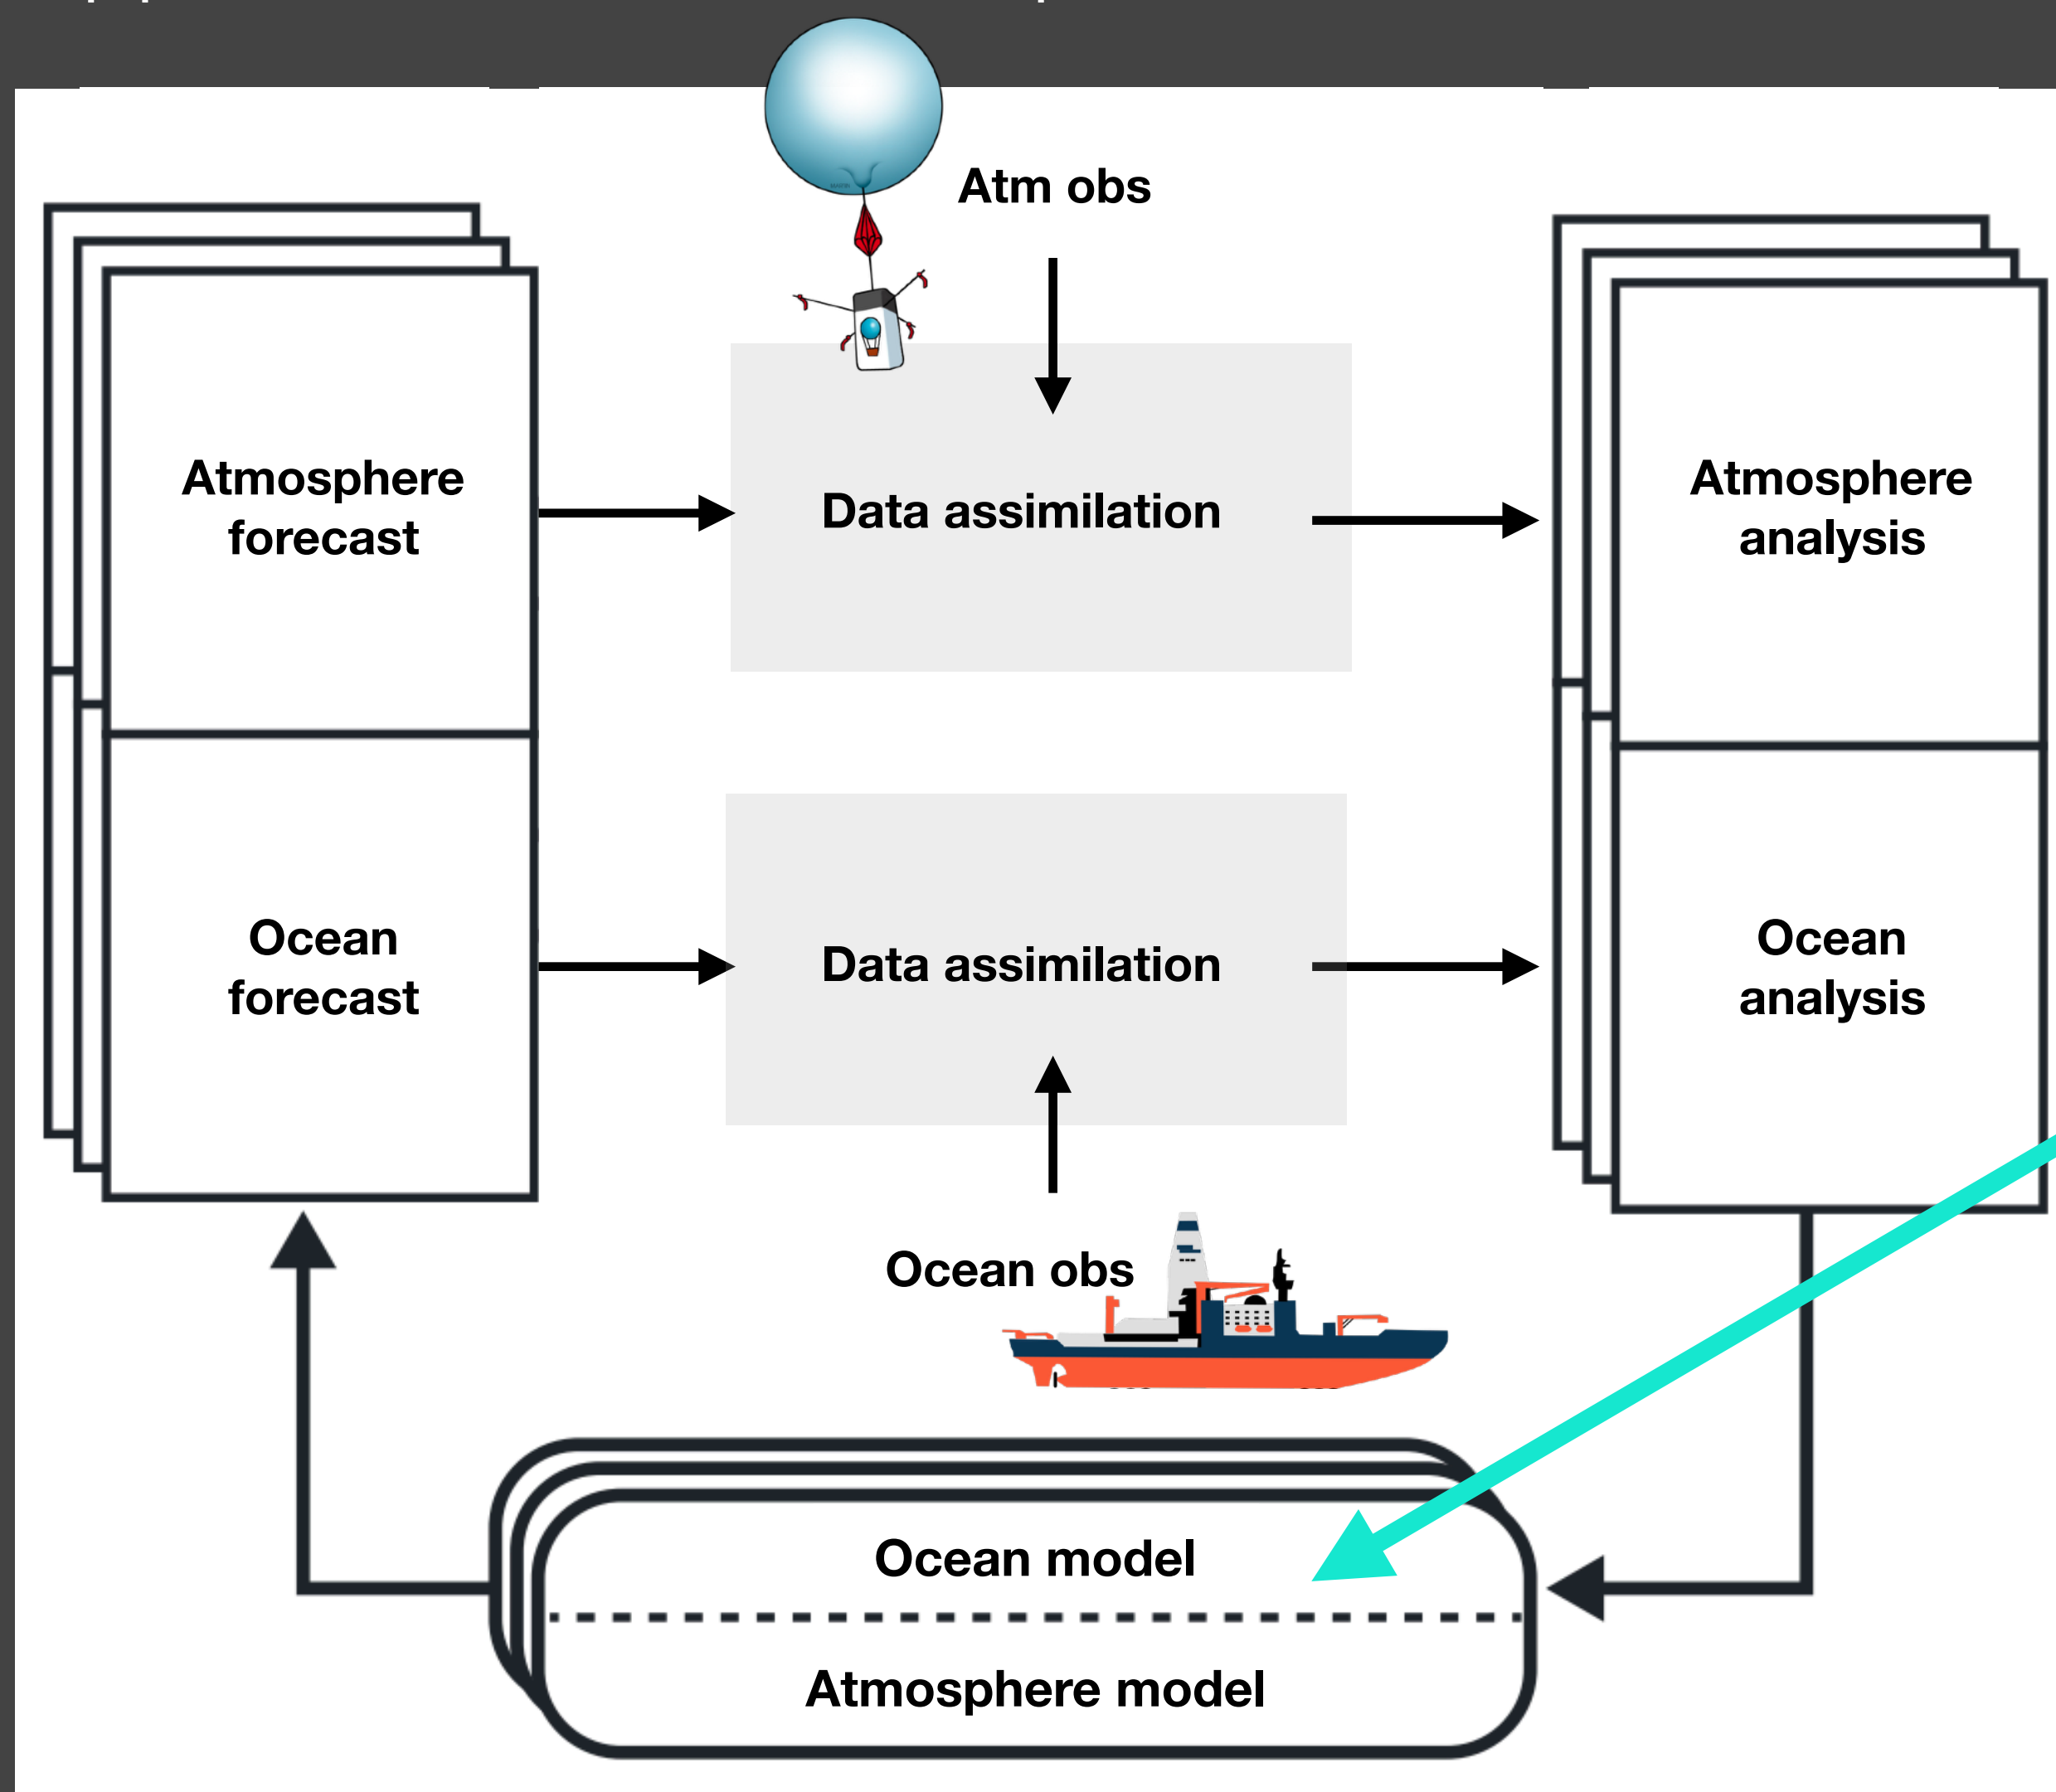 Atm obs
Atmosphere
forecast
Data assimilation
Atmosphere
analysis
Ocean
forecast
Data assimilation
Ocean
analysis
Ocean obs
Ocean model
Atmosphere model